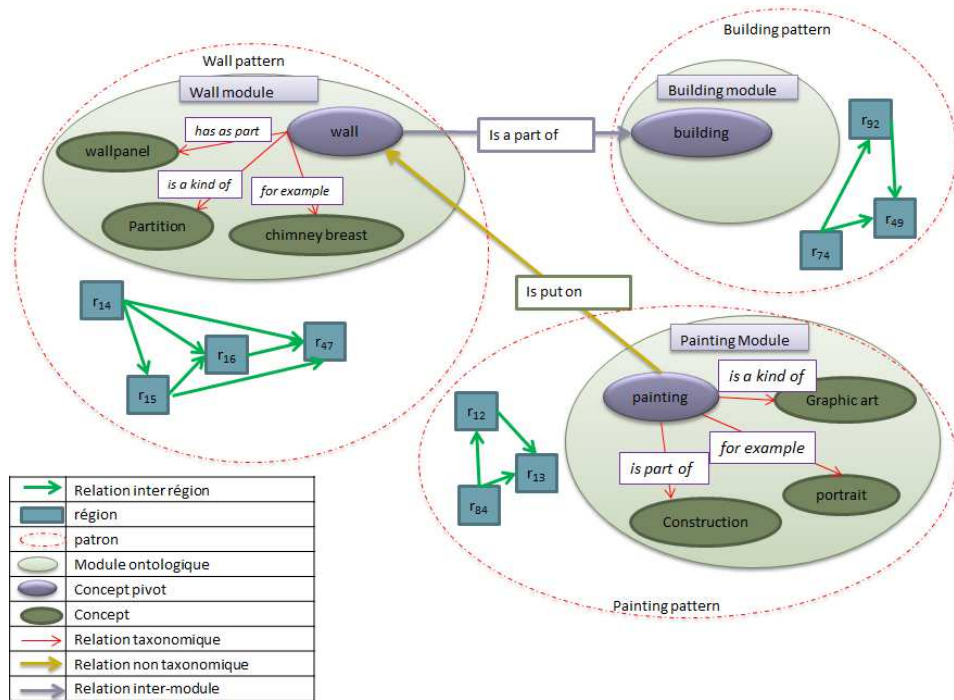 Building pattern
Wall pattern
Wall module
Building module
has as part
wall
Is a part of
building
wallpanel
r92
is a kind of
for example
Partition
chimney breast
r49
r74
Is put on
r14
r16
r47
r15
Painting Module
is a kind of
painting
Graphic art
r12
for example
is part of
r13
portrait
r84
Construction
Painting pattern
Relation inter région
région
patron
Module ontologique
Concept pivot
Concept
Relation taxonomique
Relation non taxonomique
Relation inter-module